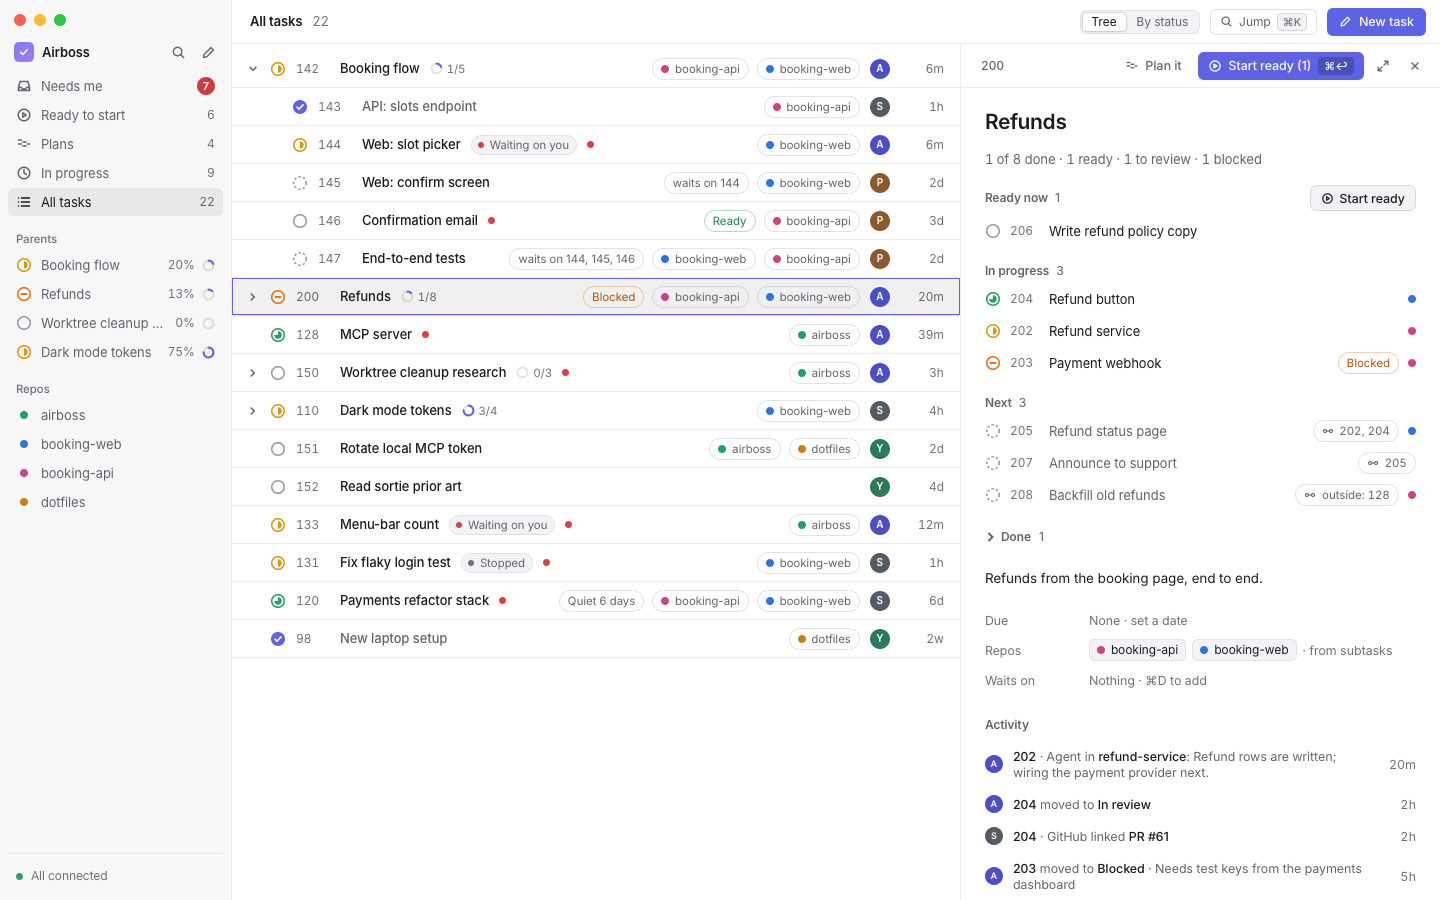 Airboss
Needs me 7
Ready to start 6
Plans 4
In progress 9
All tasks 22
Parents
Booking flow 20%
Refunds 13%
Worktree cleanup ... 0%
Dark mode tokens 75%
Repos
airboss
booking-web
booking-api
dotfiles
All connected
All tasks 22
Tree By status Jump ⌘K New task
142 Booking flow 1/5 booking-api booking-web A 6m
143 API: slots endpoint booking-api S 1h
144 Web: slot picker Waiting on you booking-web A 6m
145 Web: confirm screen waits on 144 booking-web P 2d
146 Confirmation email Ready booking-api P 3d
147 End-to-end tests waits on 144, 145, 146 booking-web booking-api P 2d
200 Refunds 1/8 Blocked booking-api booking-web A 20m
128 MCP server airboss A 39m
150 Worktree cleanup research 0/3 airboss A 3h
110 Dark mode tokens 3/4 booking-web S 4h
151 Rotate local MCP token airboss dotfiles Y 2d
152 Read sortie prior art Y 4d
133 Menu-bar count Waiting on you airboss A 12m
131 Fix flaky login test Stopped booking-web S 1h
120 Payments refactor stack Quiet 6 days booking-api booking-web S 6d
98 New laptop setup dotfiles Y 2w
200 Plan it Start ready (1) ⌘↩
Refunds
1 of 8 done · 1 ready · 1 to review · 1 blocked
Ready now 1 Start ready
206 Write refund policy copy
In progress 3
204 Refund button
202 Refund service
203 Payment webhook Blocked
Next 3
205 Refund status page 202, 204
207 Announce to support 205
208 Backfill old refunds outside: 128
Done 1
Refunds from the booking page, end to end.
Due None · set a date
Repos booking-api booking-web · from subtasks
Waits on Nothing · ⌘D to add
Activity
A 202 · Agent in refund-service: Refund rows are written; 20m
wiring the payment provider next.
A 204 moved to In review 2h
S 204 · GitHub linked PR #61 2h
A 203 moved to Blocked · Needs test keys from the payments 5h
dashboard